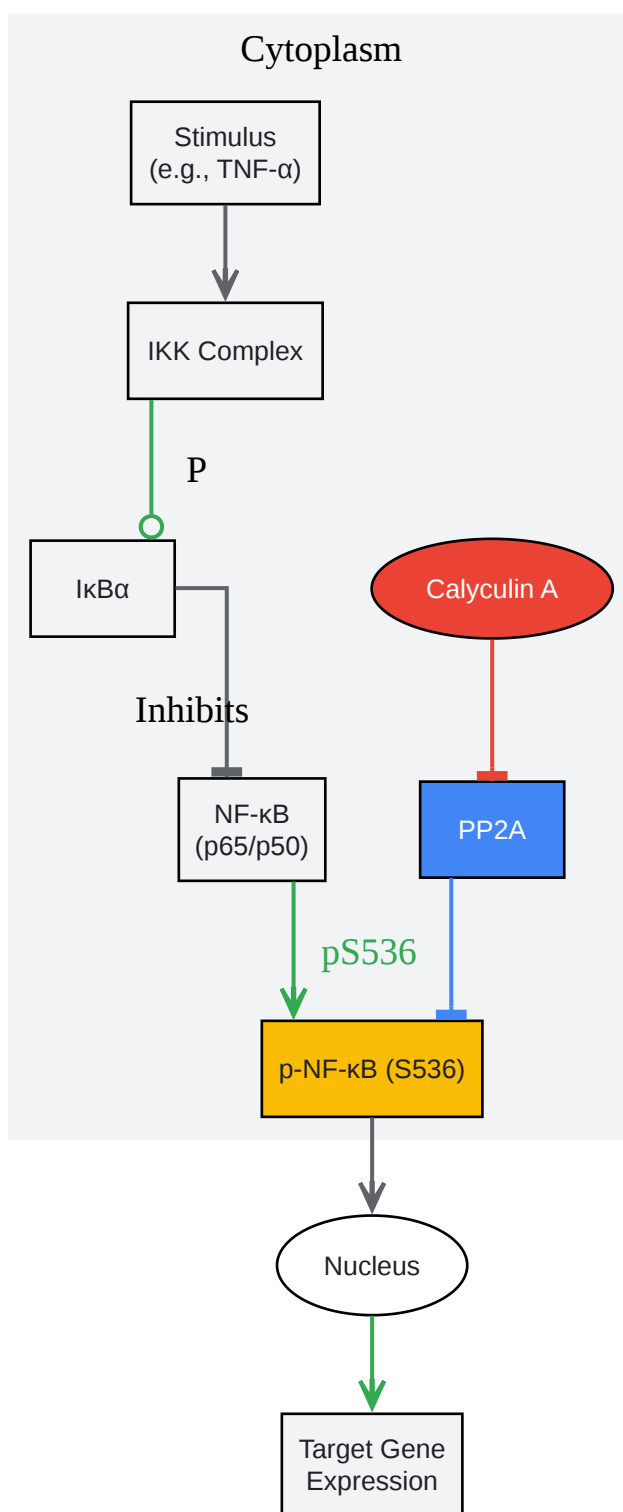 Cytoplasm
Stimulus
(e.g., TNF-α)
IKK Complex
P
IκBα
Calyculin A
Inhibits
NF-κB
(p65/p50)
PP2A
pS536
p-NF-κB (S536)
Nucleus
Target Gene
Expression